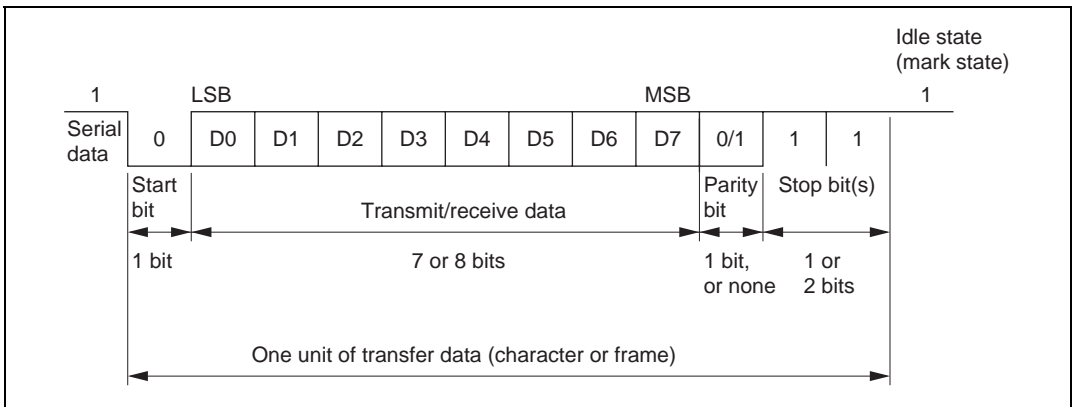 Idle state
(mark state)
1 LSB MSB 1
Serial
data
0 D0 D1 D2 D3 D4 D5 D6 D7 0/1 1 1
Start
bit
Transmit/receive data
Parity
bit
Stop bit(s)
1 bit
7 or 8 bits
1 bit,
or none
1 or
2 bits
One unit of transfer data (character or frame)